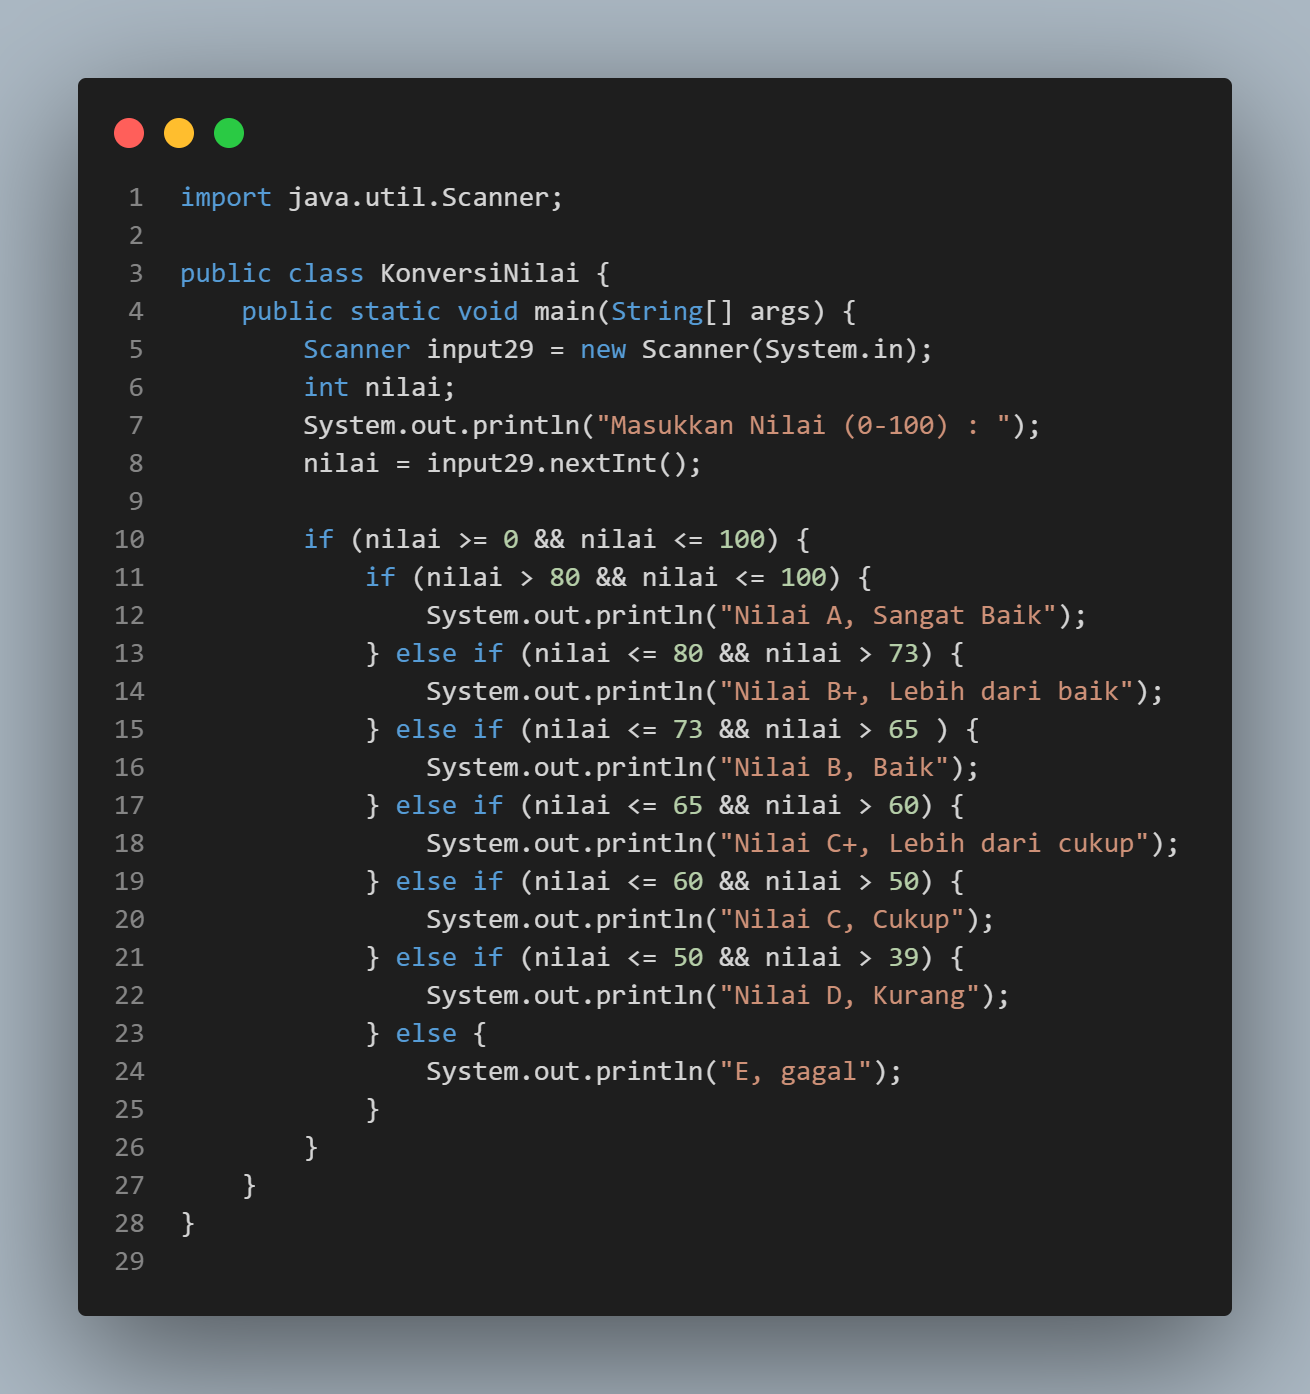 1 import java.util.Scanner;
2
3 public class KonversiNilai {
4     public static void main(String[] args) {
5         Scanner input29 = new Scanner(System.in);
6         int nilai;
7         System.out.println("Masukkan Nilai (0-100) : ");
8         nilai = input29.nextInt();
9
10         if (nilai >= 0 && nilai <= 100) {
11             if (nilai > 80 && nilai <= 100) {
12                 System.out.println("Nilai A, Sangat Baik");
13             } else if (nilai <= 80 && nilai > 73) {
14                 System.out.println("Nilai B+, Lebih dari baik");
15             } else if (nilai <= 73 && nilai > 65 ) {
16                 System.out.println("Nilai B, Baik");
17             } else if (nilai <= 65 && nilai > 60) {
18                 System.out.println("Nilai C+, Lebih dari cukup");
19             } else if (nilai <= 60 && nilai > 50) {
20                 System.out.println("Nilai C, Cukup");
21             } else if (nilai <= 50 && nilai > 39) {
22                 System.out.println("Nilai D, Kurang");
23             } else {
24                 System.out.println("E, gagal");
25             }
26         }
27     }
28 }
29